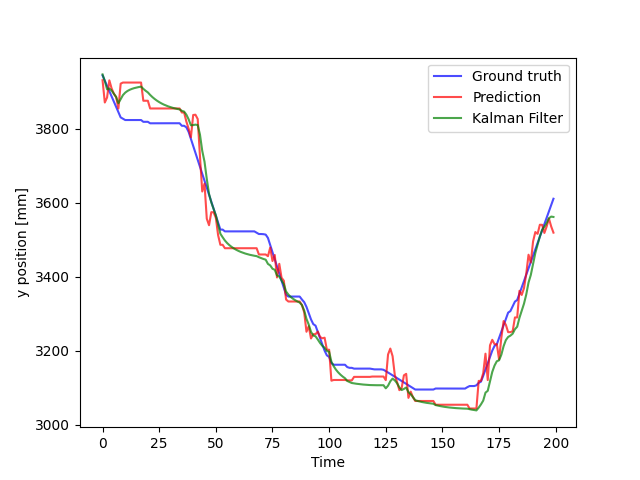 Ground truth
Prediction
Kalman Filter
y position [mm]
3800
3600
3400
3200
3000
0 25 50 75 100 125 150 175 200
Time